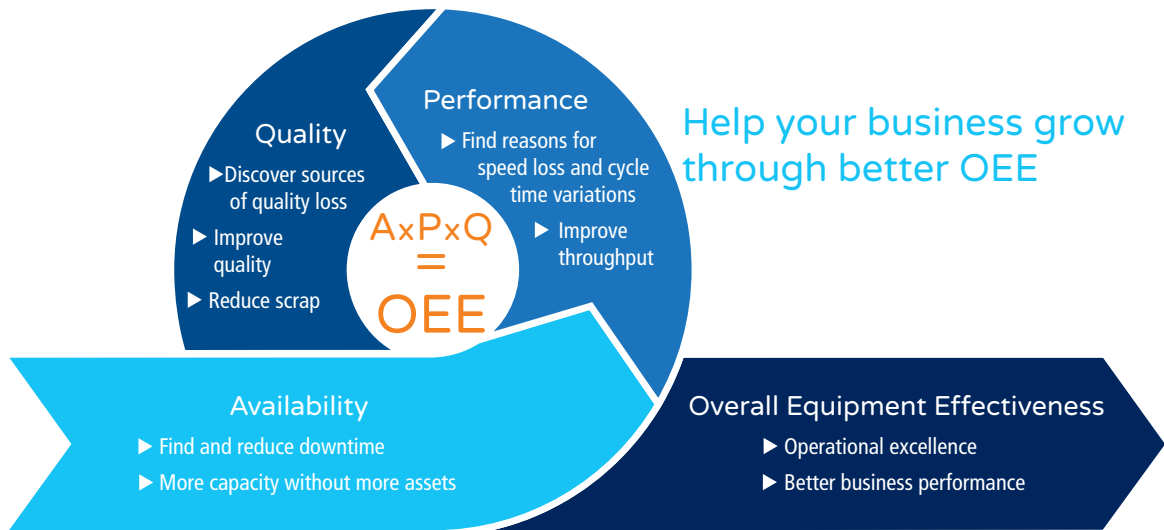 Help your business grow
through better OEE
Quality
▶Discover sources
of quality loss
▶ Improve
quality
▶ Reduce scrap
Performance
▶ Find reasons for
speed loss and cycle
time variations
▶ Improve
throughput
AxPxQ
=
OEE
Availability
▶ Find and reduce downtime
▶ More capacity without more assets
Overall Equipment Effectiveness
▶ Operational excellence
▶ Better business performance